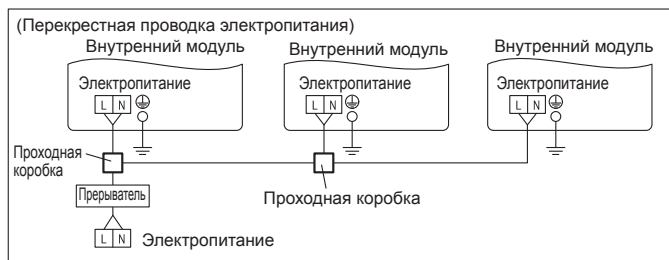 (Перекрестная проводка электропитания)
Внутренний модуль Внутренний модуль Внутренний модуль
Электропитание Электропитание Электропитание
L N L N L N
Проходная
коробка
Проходная коробка
Прерыватель
L N Электропитание